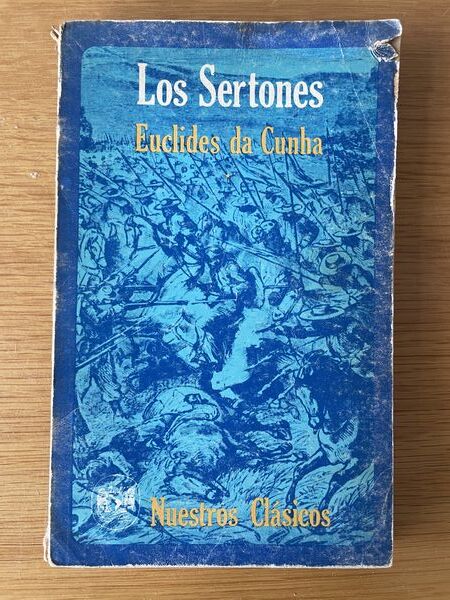 Los Sertones
Euclides da Cunha
Nuestros Clásicos